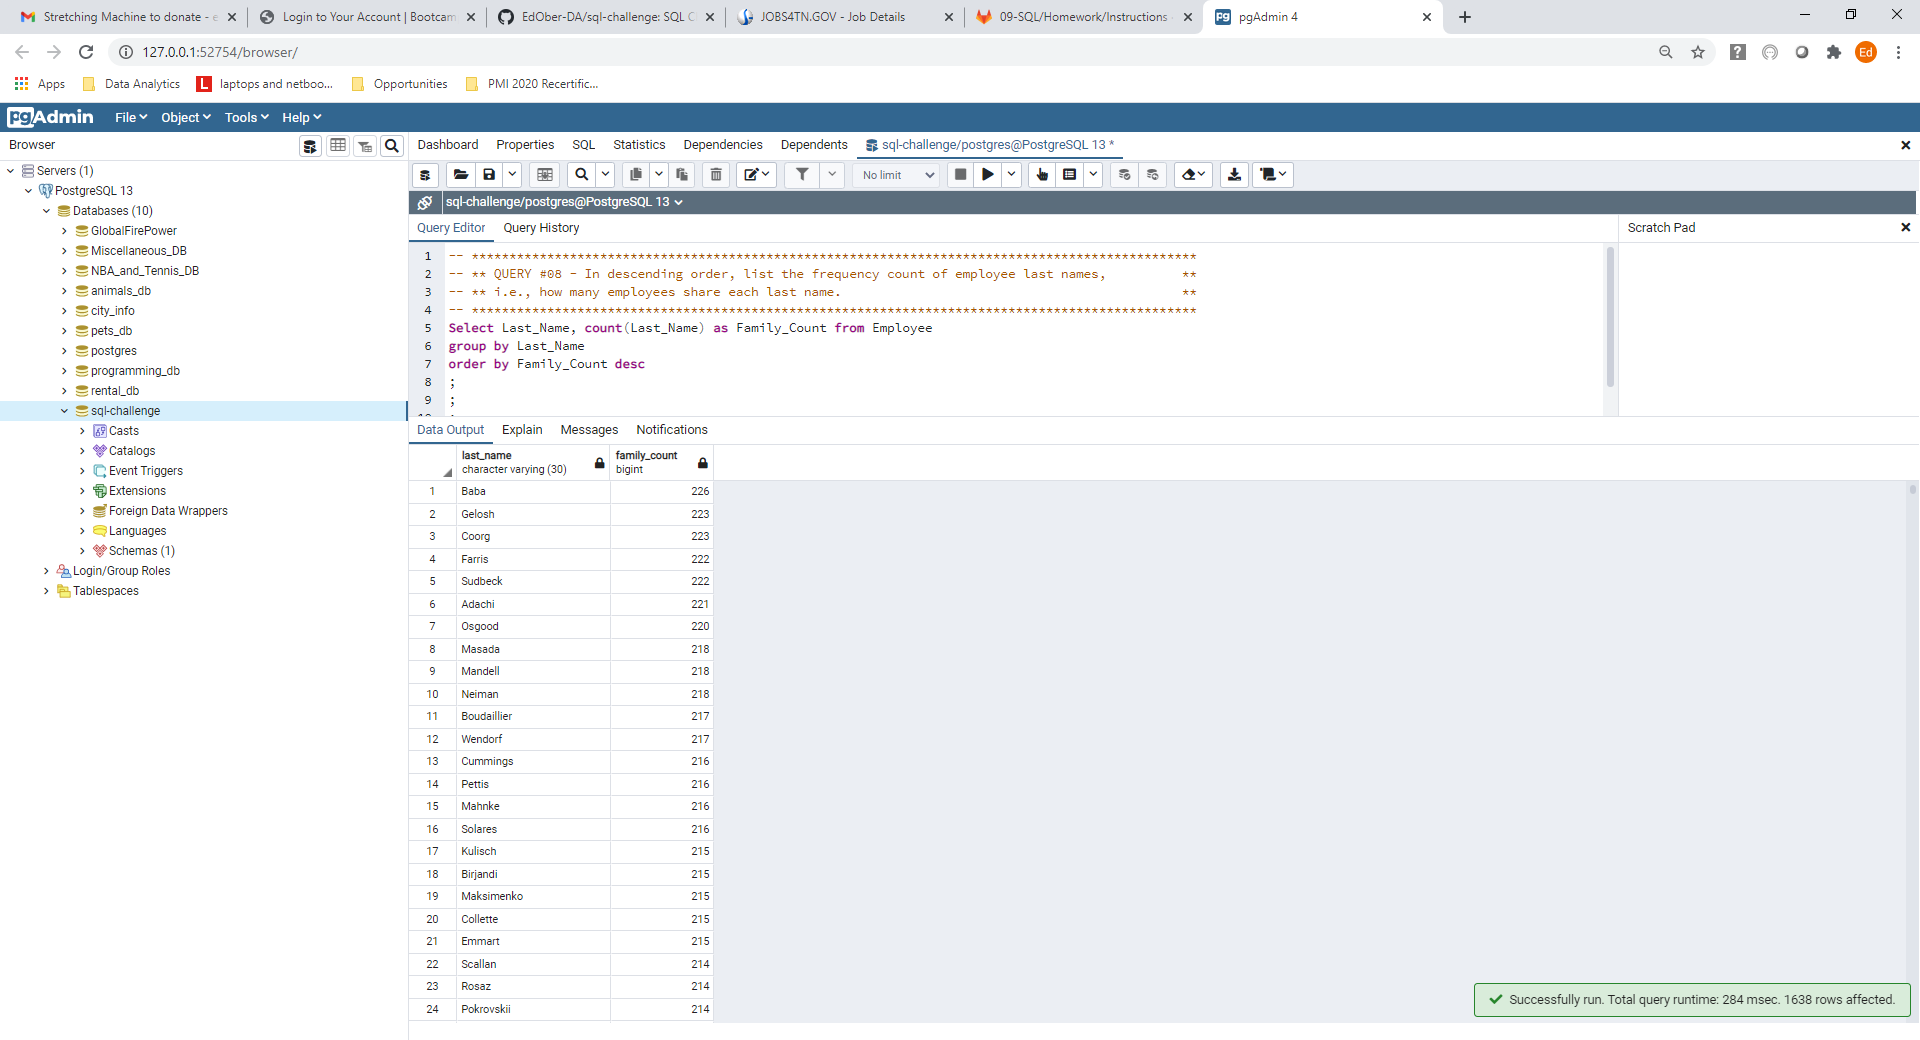 Stretching Machine to donate - e
Login to Your Account | Bootcam
EdOber-DA/sql-challenge: SQL C
JOBS4TN.GOV - Job Details
09-SQL/Homework/Instructions
pgAdmin 4
127.0.0.1:52754/browser/
Ed
Apps
Data Analytics
laptops and netboo...
Opportunities
PMI 2020 Recertific...
pgAdmin
File
Object
Tools
Help
Browser
Dashboard
Properties
SQL
Statistics
Dependencies
Dependents
sql-challenge/postgres@PostgreSQL 13 *
No limit
sql-challenge/postgres@PostgreSQL 13
Servers (1)
PostgreSQL 13
Databases (10)
GlobalFirePower
Miscellaneous_DB
NBA_and_Tennis_DB
animals_db
city_info
pets_db
postgres
programming_db
rental_db
sql-challenge
Casts
Catalogs
Event Triggers
Extensions
Foreign Data Wrappers
Languages
Schemas (1)
Login/Group Roles
Tablespaces
Query Editor
Query History
Scratch Pad
1 -- ************************************************************************************************
2 -- ** QUERY #08 - In descending order, list the frequency count of employee last names, **
3 -- ** i.e., how many employees share each last name. **
4 -- ************************************************************************************************
5 Select Last_Name, count(Last_Name) as Family_Count from Employee
6 group by Last_Name
7 order by Family_Count desc
8 ;
9 ;
Data Output
Explain
Messages
Notifications
last_name family_count
character varying (30) bigint
1 Baba 226
2 Gelosh 223
3 Coorg 223
4 Farris 222
5 Sudbeck 222
6 Adachi 221
7 Osgood 220
8 Masada 218
9 Mandell 218
10 Neiman 218
11 Boudaillier 217
12 Wendorf 217
13 Cummings 216
14 Pettis 216
15 Mahnke 216
16 Solares 216
17 Kulisch 215
18 Birjandi 215
19 Maksimenko 215
20 Collette 215
21 Emmart 215
22 Scallan 214
23 Rosaz 214
24 Pokrovskii 214
Successfully run. Total query runtime: 284 msec. 1638 rows affected.